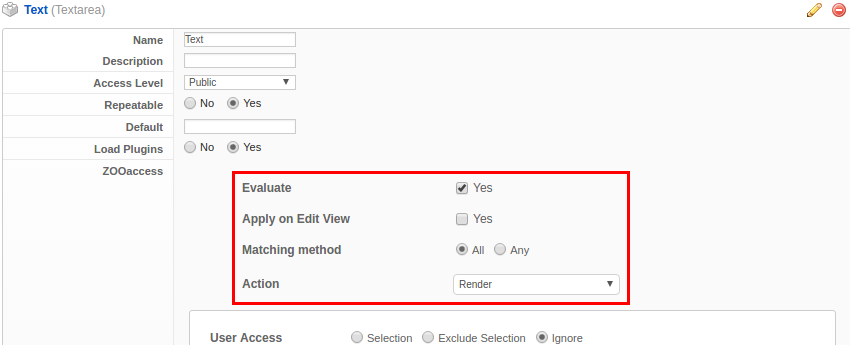 Text (Textarea)
Name Text
Description
Access Level Public
Repeatable No Yes
Default
Load Plugins No Yes
ZOOaccess
Evaluate Yes
Apply on Edit View Yes
Matching method All Any
Action Render
User Access Selection Exclude Selection Ignore